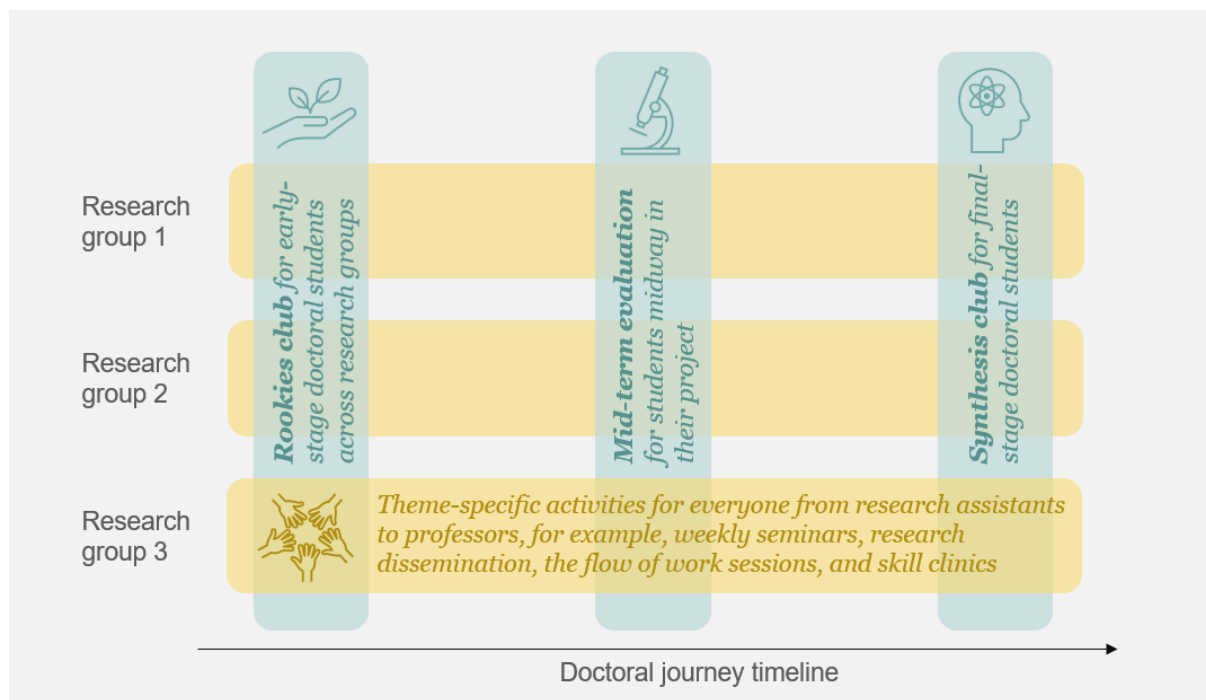 Research
group 1
Research
group 2
Research
group 3
Rookies club for early-
stage doctoral students
across research groups
Mid-term evaluation
for students midway in
their project
Synthesis club for final-
stage doctoral students
Theme-specific activities for everyone from research assistants
to professors, for example, weekly seminars, research
dissemination, the flow of work sessions, and skill clinics
Doctoral journey timeline